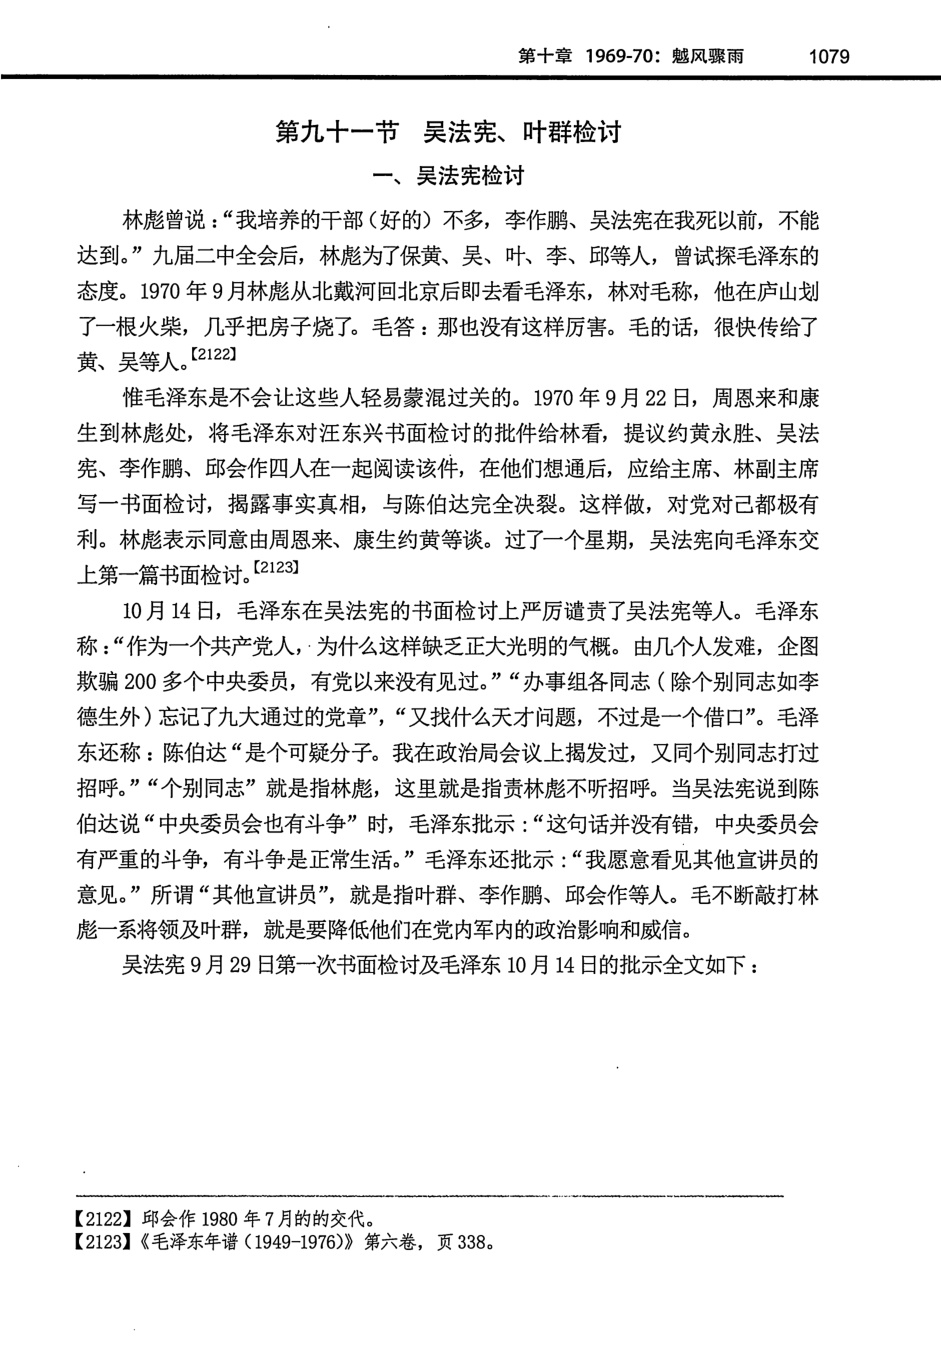 第十章 1969-70：魆风骤雨 1079
第九十一节 吴法宪、叶群检讨
一、吴法宪检讨
林彪曾说：“我培养的干部（好的）不多，李作鹏、吴法宪在我死以前，不能
达到。”九届二中全会后，林彪为了保黄、吴、叶、李、邱等人，曾试探毛泽东的
态度。1970 年 9 月林彪从北戴河回北京后即去看毛泽东，林对毛称，他在庐山划
了一根火柴，几乎把房子烧了。毛答：那也没有这样厉害。毛的话，很快传给了
黄、吴等人。【2122】
惟毛泽东是不会让这些人轻易蒙混过关的。1970 年 9 月 22 日，周恩来和康
生到林彪处，将毛泽东对汪东兴书面检讨的批件给林看，提议约黄永胜、吴法
宪、李作鹏、邱会作四人在一起阅读该件，在他们想通后，应给主席、林副主席
写一书面检讨，揭露事实真相，与陈伯达完全决裂。这样做，对党对己都极有
利。林彪表示同意由周恩来、康生约黄等谈。过了一个星期，吴法宪向毛泽东交
上第一篇书面检讨。【2123】
10 月 14 日，毛泽东在吴法宪的书面检讨上严厉谴责了吴法宪等人。毛泽东
称：“作为一个共产党人，为什么这样缺乏正大光明的气概。由几个人发难，企图
欺骗 200 多个中央委员，有党以来没有见过。”“办事组各同志（除个别同志如李
德生外）忘记了九大通过的党章”，“又找什么天才问题，不过是一个借口”。毛泽
东还称：陈伯达“是个可疑分子。我在政治局会议上揭发过，又同个别同志打过
招呼。”“个别同志”就是指林彪，这里就是指责林彪不听招呼。当吴法宪说到陈
伯达说“中央委员会也有斗争”时，毛泽东批示：“这句话并没有错，中央委员会
有严重的斗争，有斗争是正常生活。”毛泽东还批示：“我愿意看见其他宣讲员的
意见。”所谓“其他宣讲员”，就是指叶群、李作鹏、邱会作等人。毛不断敲打林
彪一系将领及叶群，就是要降低他们在党内军内的政治影响和威信。
吴法宪 9 月 29 日第一次书面检讨及毛泽东 10 月 14 日的批示全文如下：
【2122】邱会作 1980 年 7 月的的交代。
【2123】《毛泽东年谱（1949-1976）》第六卷，页 338。